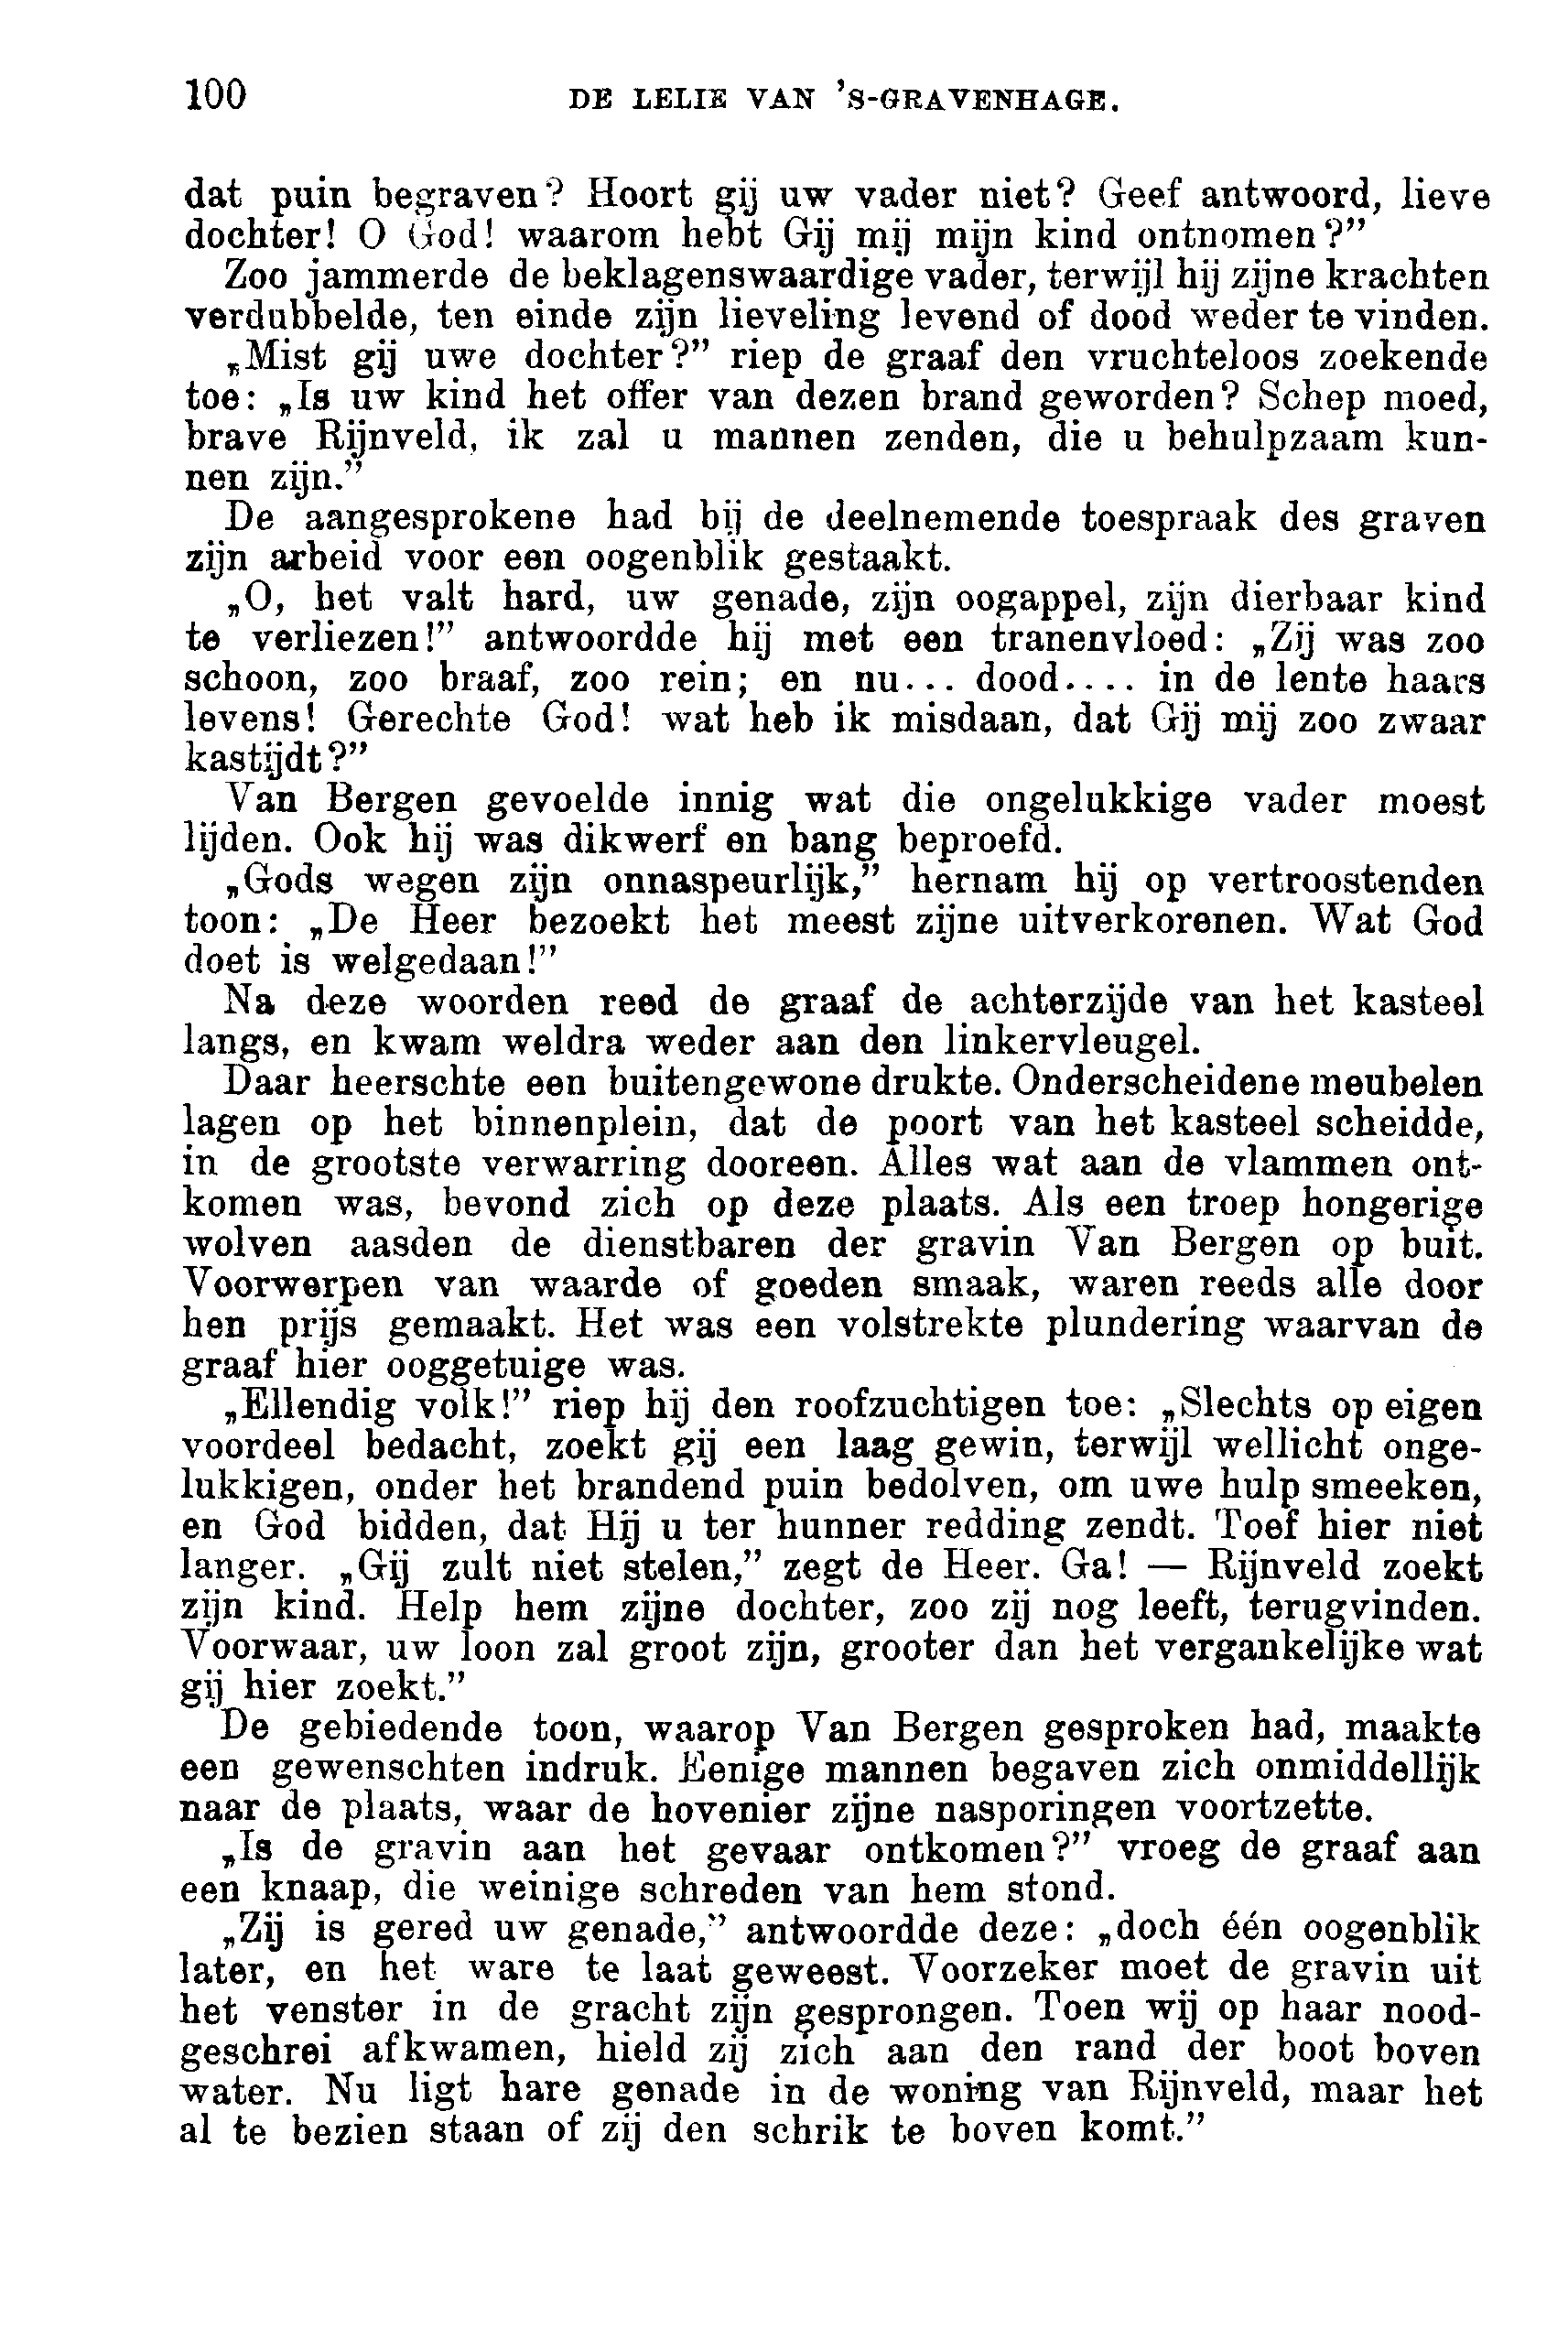 100 DE LELIE VAN 'S-GRAVENHAGE.
dat puin begraven? Hoort gij uw vader niet? Geef antwoord, lieve
dochter! O God! waarom hebt Gij mij mijn kind ontnomen?”
Zoo jammerde de beklagenswaardige vader, terwijl hij zijne krachten
verdubbelde, ten einde zijn lieveling levend of dood weder te vinden.
„Mist gij uwe dochter?” riep de graaf den vruchteloos zoekende
toe: „Is uw kind het offer van dezen brand geworden? Schep moed,
brave Rijnveld, ik zal u mannen zenden, die u behulpzaam kun-
nen zijn.”
De aangesprokene had bij de deelnemende toespraak des graven
zijn arbeid voor een oogenblik gestaakt.
„O, het valt hard, uw genade, zijn oogappel, zijn dierbaar kind
te verliezen!” antwoordde hij met een tranenvloed: „Zij was zoo
schoon, zoo braaf, zoo rein; en nu... dood.... in de lente haars
levens! Gerechte God! wat heb ik misdaan, dat Gij mij zoo zwaar
kastijdt?”
Van Bergen gevoelde innig wat die ongelukkige vader moest
lijden. Ook hij was dikwerf en bang beproefd.
„Gods wegen zijn onnaspeurlijk,” hernam hij op vertroostenden
toon: „De Heer bezoekt het meest zijne uitverkorenen. Wat God
doet is welgedaan!”
Na deze woorden reed de graaf de achterzijde van het kasteel
langs, en kwam weldra weder aan den linkervleugel.
Daar heerschte een buitengewone drukte. Onderscheidene meubelen
lagen op het binnenplein, dat de poort van het kasteel scheidde,
in de grootste verwarring dooreen. Alles wat aan de vlammen ont-
komen was, bevond zich op deze plaats. Als een troep hongerige
wolven aasden de dienstbaren der gravin Van Bergen op buit.
Voorwerpen van waarde of goeden smaak, waren reeds alle door
hen prijs gemaakt. Het was een volstrekte plundering waarvan de
graaf hier ooggetuige was.
„Ellendig volk!” riep hij den roofzuchtigen toe: „Slechts op eigen
voordeel bedacht, zoekt gij een laag gewin, terwijl wellicht onge-
lukkigen, onder het brandend puin bedolven, om uwe hulp smeeken,
en God bidden, dat Hij u ter hunner redding zendt. Toef hier niet
langer. „Gij zult niet stelen,” zegt de Heer. Ga! — Rijnveld zoekt
zijn kind. Help hem zijne dochter, zoo zij nog leeft, terugvinden.
Voorwaar, uw loon zal groot zijn, grooter dan het vergankelijke wat
gij hier zoekt.”
De gebiedende toon, waarop Van Bergen gesproken had, maakte
een gewenschten indruk. Eenige mannen begaven zich onmiddellijk
naar de plaats, waar de hovenier zijne nasporingen voortzette.
„Is de gravin aan het gevaar ontkomen?” vroeg de graaf aan
een knaap, die weinige schreden van hem stond.
„Zij is gered uw genade,” antwoordde deze: „doch één oogenblik
later, en het ware te laat geweest. Voorzeker moet de gravin uit
het venster in de gracht zijn gesprongen. Toen wij op haar nood-
geschrei afkwamen, hield zij zich aan den rand der boot boven
water. Nu ligt hare genade in de woning van Rijnveld, maar het
al te bezien staan of zij den schrik te boven komt.”